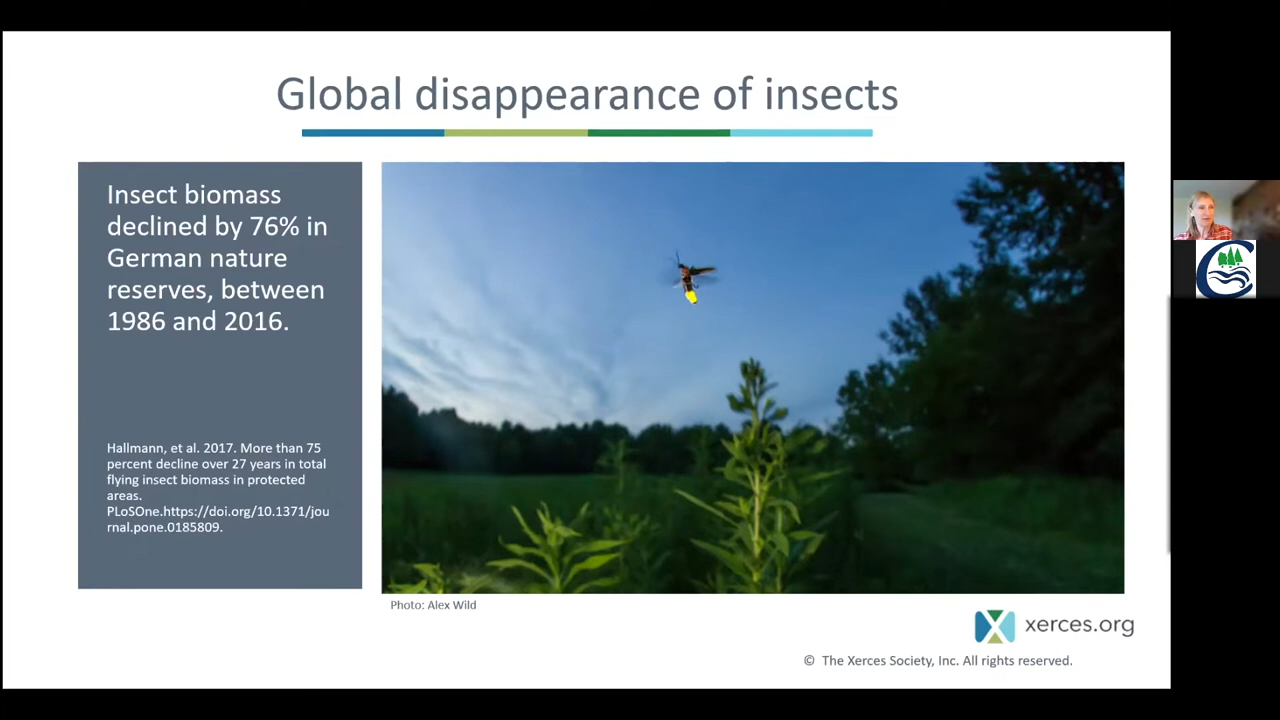 Global disappearance of insects
Insect biomass
declined by 76% in
German nature
reserves, between
1986 and 2016.
Hallmann, et al. 2017. More than 75
percent decline over 27 years in total
flying insect biomass in protected
areas.
PLoSOne.https://doi.org/10.1371/jou
rnal.pone.0185809.
Photo: Alex Wild
xerces.org
© The Xerces Society, Inc. All rights reserved.